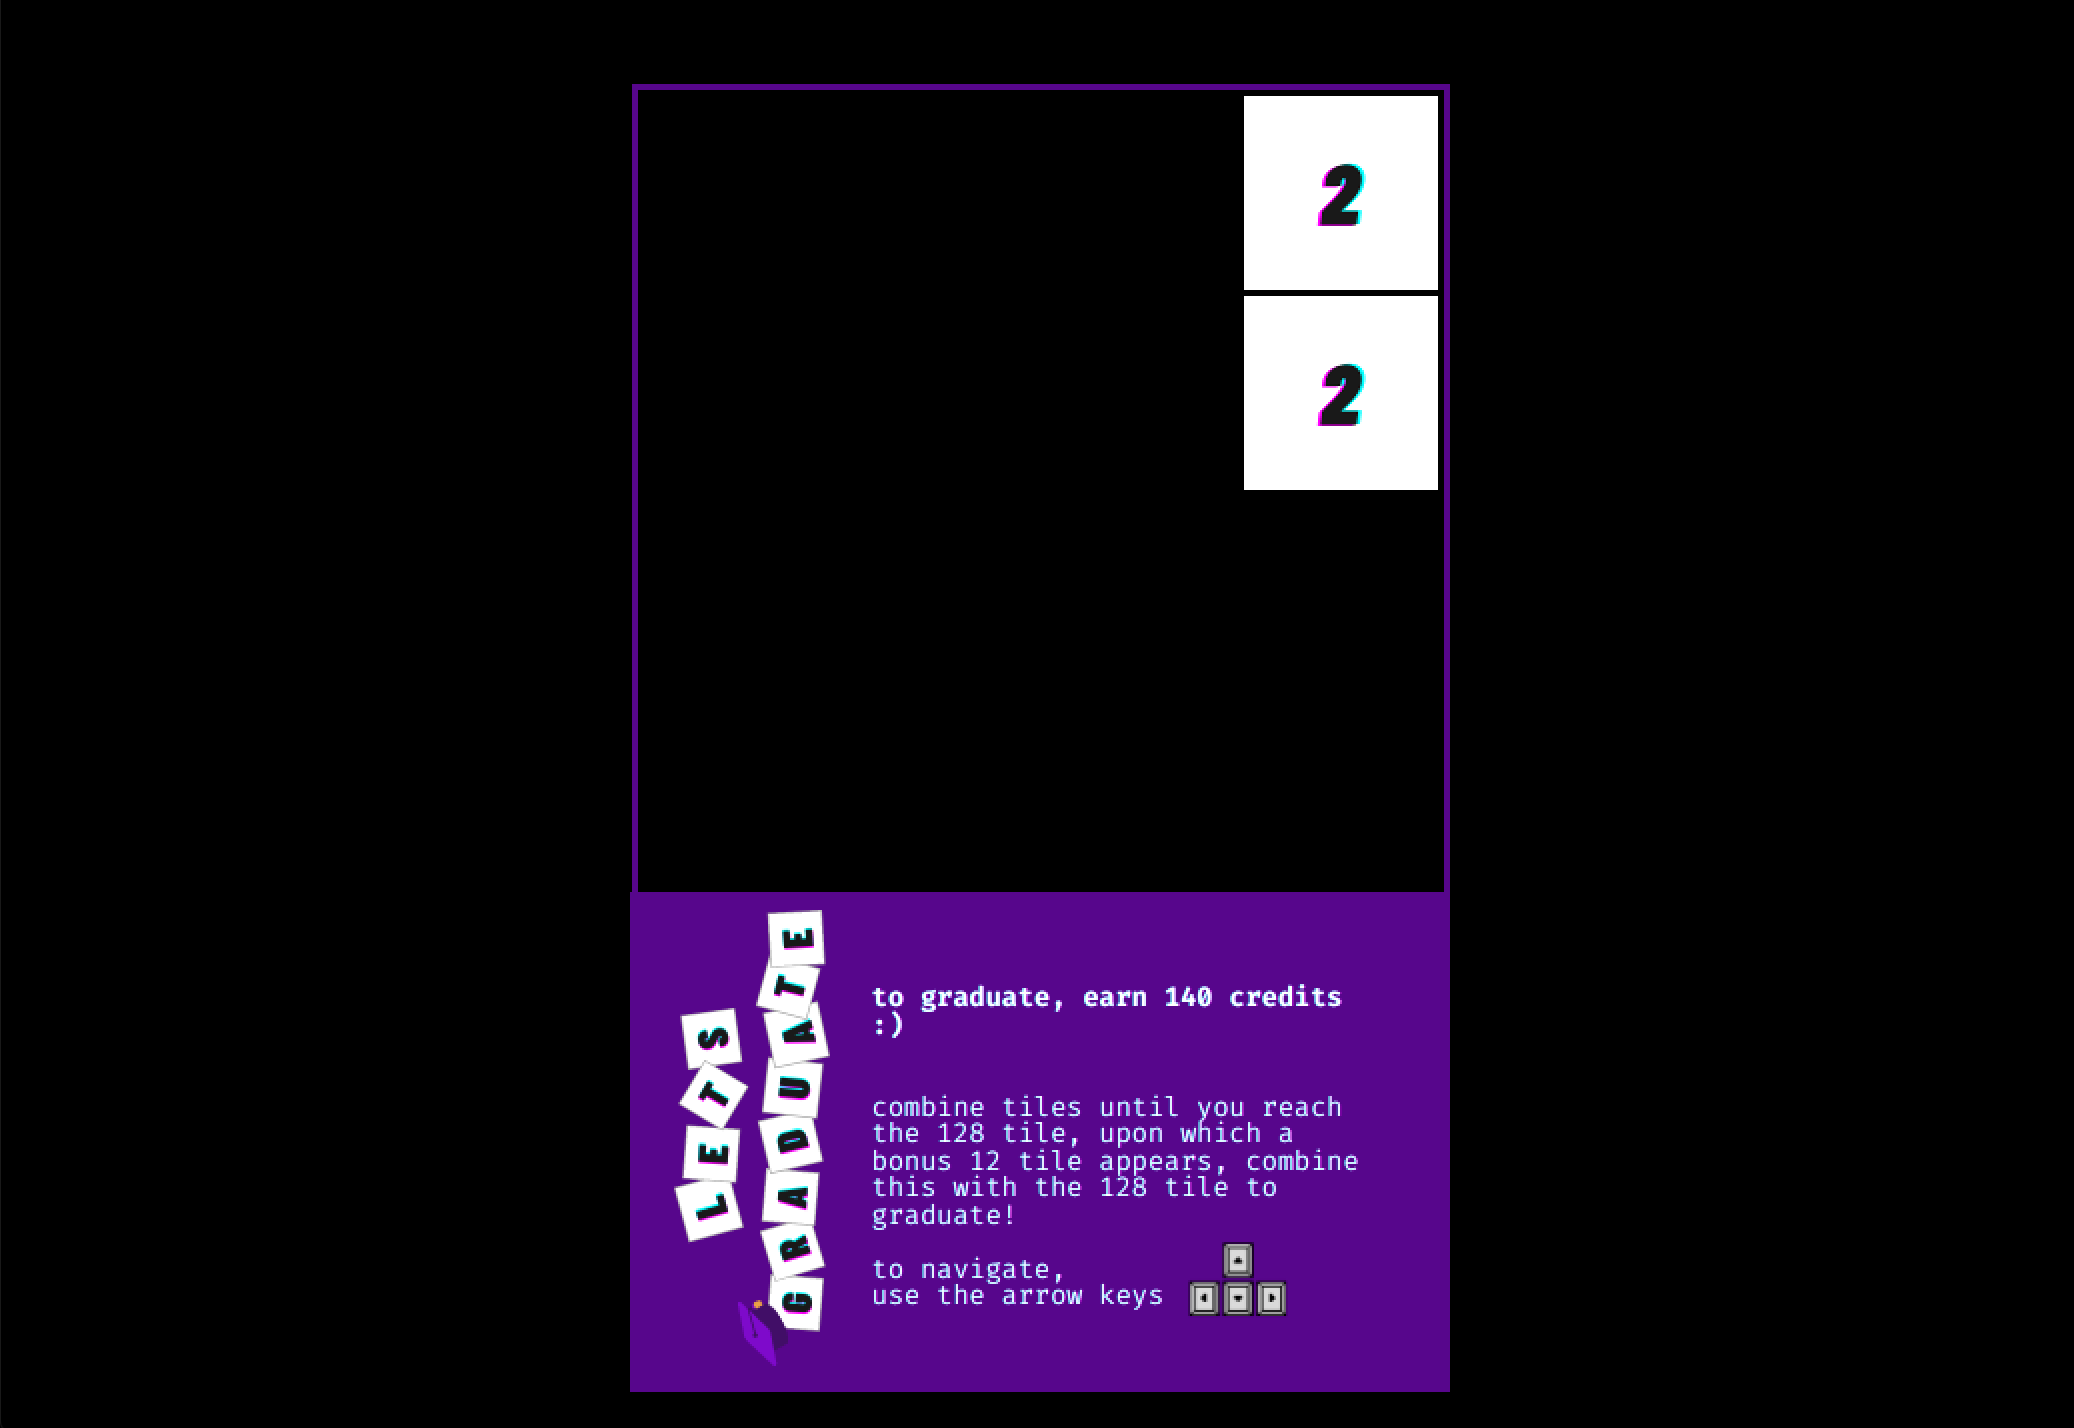 2
2
LETS
GRADUATE
to graduate, earn 140 credits
:)
combine tiles until you reach
the 128 tile, upon which a
bonus 12 tile appears, combine
this with the 128 tile to
graduate!
to navigate,
use the arrow keys